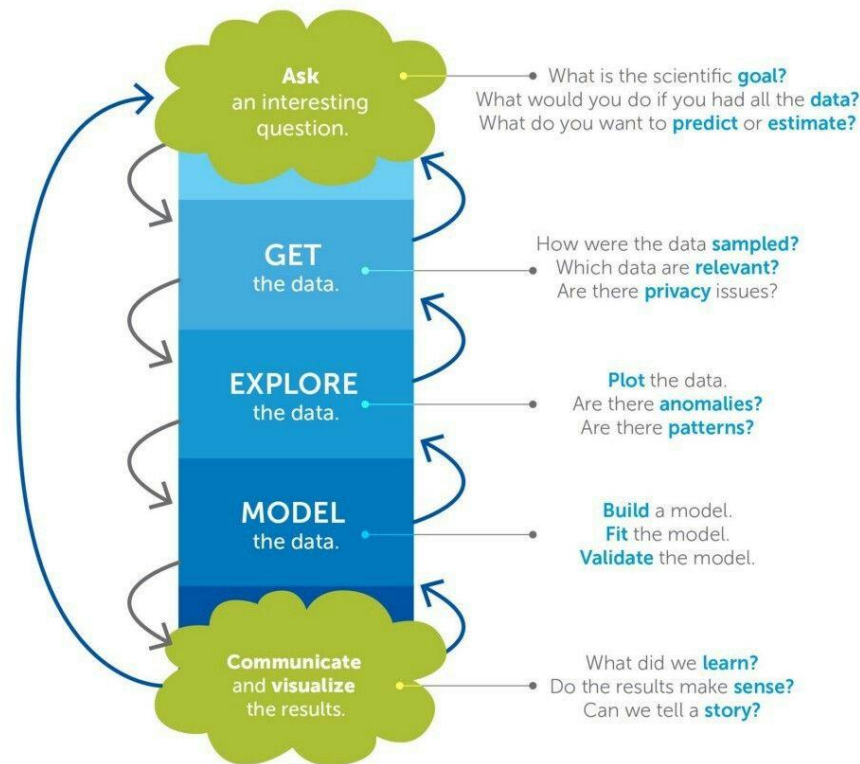 Ask
an interesting
question.
What is the scientific goal?
What would you do if you had all the data?
What do you want to predict or estimate?
GET
the data.
How were the data sampled?
Which data are relevant?
Are there privacy issues?
EXPLORE
the data.
Plot the data.
Are there anomalies?
Are there patterns?
MODEL
the data.
Build a model.
Fit the model.
Validate the model.
Communicate
and visualize
the results.
What did we learn?
Do the results make sense?
Can we tell a story?